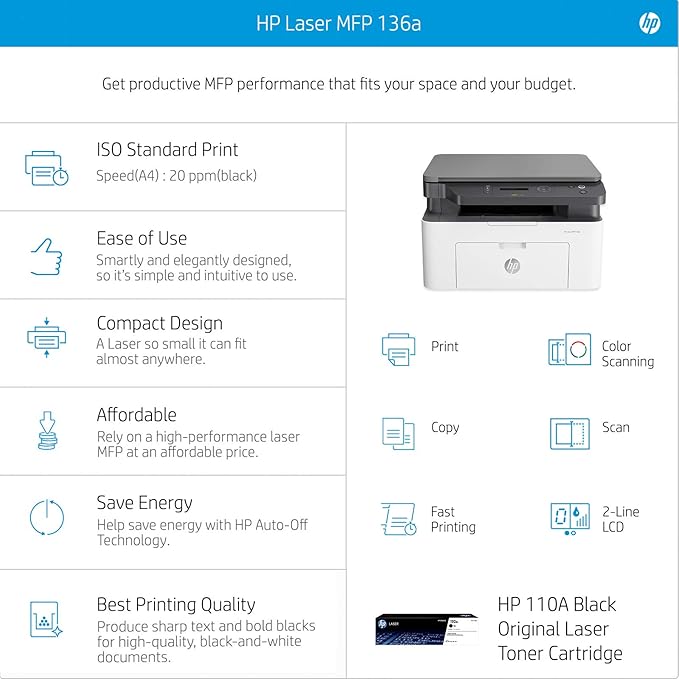 HP Laser MFP 136a
hp
Get productive MFP performance that fits your space and your budget.
ISO Standard Print
Speed(A4) : 20 ppm(black)
Ease of Use
Smartly and elegantly designed,
so it's simple and intuitive to use.
Compact Design
A Laser so small it can fit
almost anywhere.
Affordable
Rely on a high-performance laser
MFP at an affordable price.
Save Energy
Help save energy with HP Auto-Off
Technology.
Best Printing Quality
Produce sharp text and bold blacks
for high-quality, black-and-white
documents.
hp
Print
Color
Scanning
Copy
Scan
Fast
Printing
2-Line
LCD
hp
LASER
110A
HP 110A Black
Original Laser
Toner Cartridge